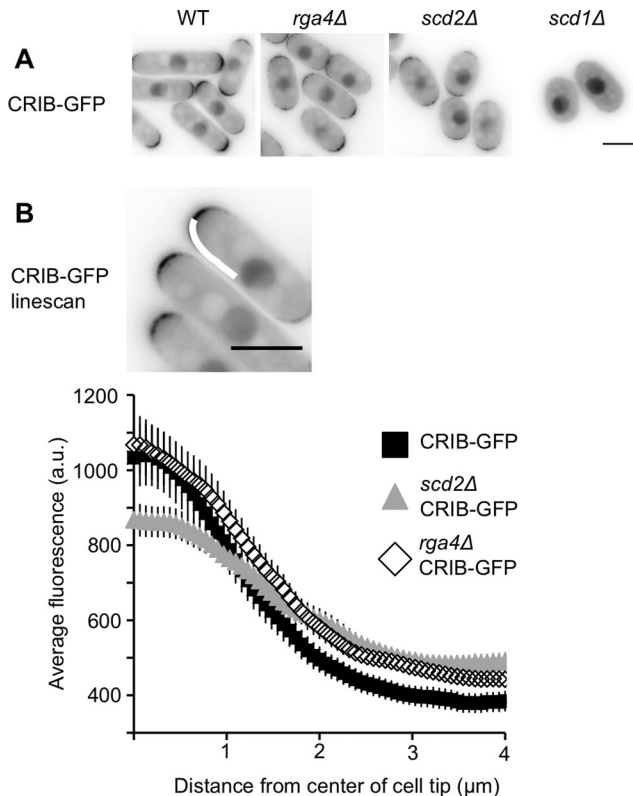 WT rga4Δ scd2Δ scd1Δ
A
CRIB-GFP
B
CRIB-GFP
linescan
1200
1000
800
600
400
Average fluorescence (a.u.)
CRIB-GFP
scd2Δ
CRIB-GFP
rga4Δ
CRIB-GFP
1 2 3 4
Distance from center of cell tip (µm)